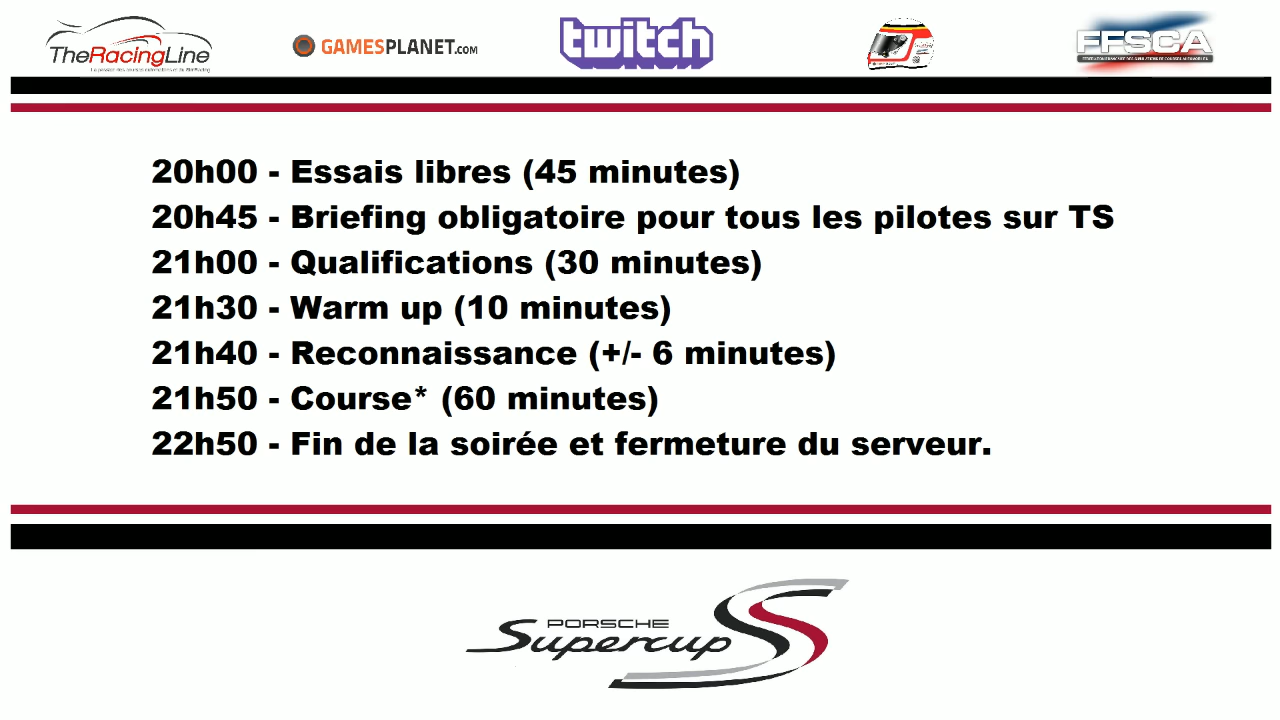 TheRacingLine
GAMESPLANET.COM
twitch
FFSCA
20h00 - Essais libres (45 minutes)
20h45 - Briefing obligatoire pour tous les pilotes sur TS
21h00 - Qualifications (30 minutes)
21h30 - Warm up (10 minutes)
21h40 - Reconnaissance (+/- 6 minutes)
21h50 - Course* (60 minutes)
22h50 - Fin de la soirée et fermeture du serveur.
PORSCHE
Supercup